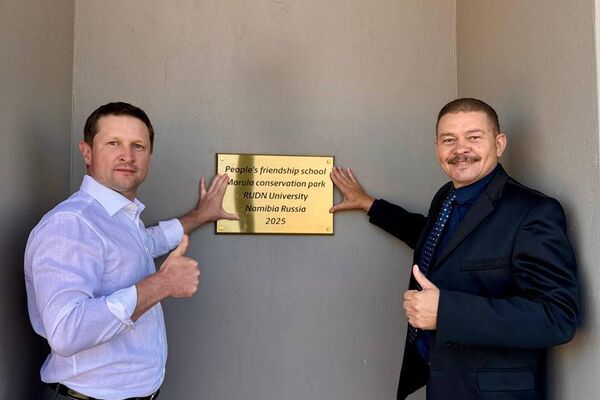 People's friendship school
Marula conservation park
RUDN University
Namibia Russia
2025